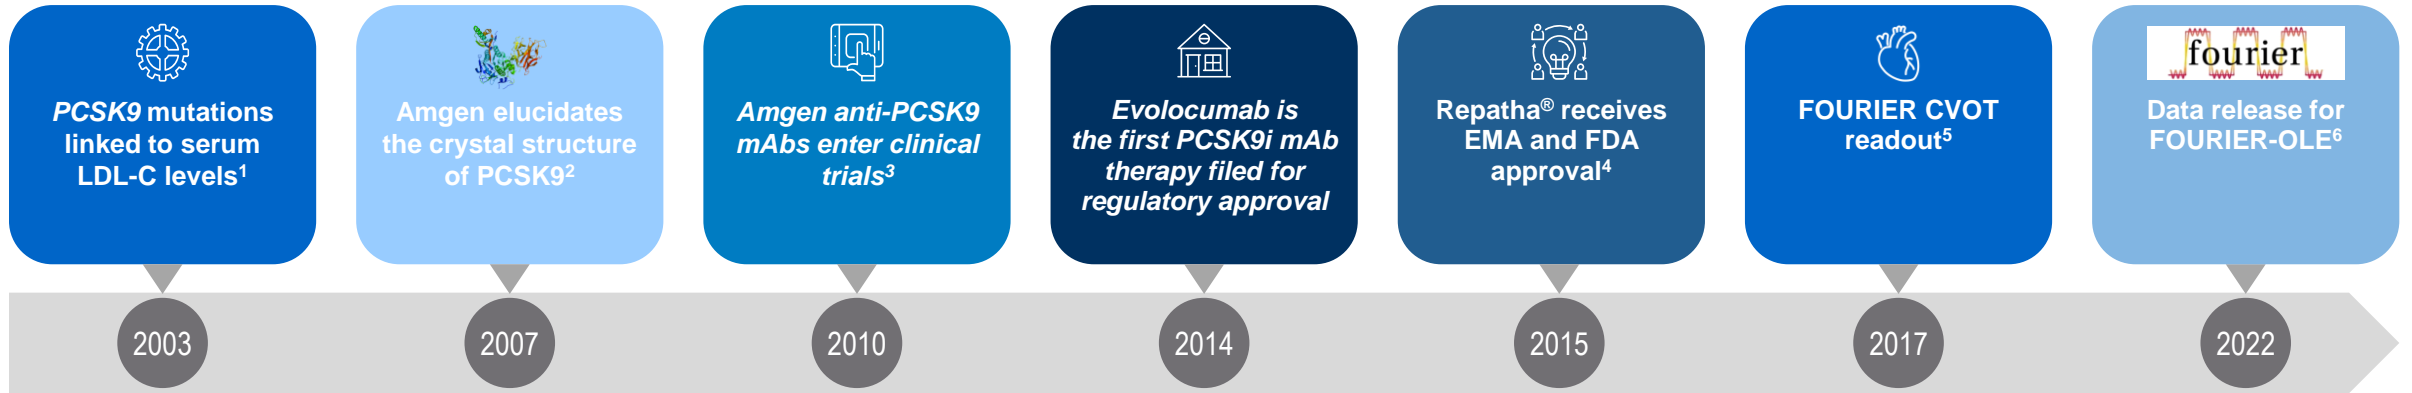 PCSK9 mutations
linked to serum
LDL-C levels¹
Amgen elucidates
the crystal structure
of PCSK9²
Amgen anti-PCSK9
mAbs enter clinical
trials³
Evolocumab is
the first PCSK9i mAb
therapy filed for
regulatory approval
Repatha® receives
EMA and FDA
approval⁴
FOURIER CVOT
readout⁵
fourier
Data release for
FOURIER-OLE⁶
2003
2007
2010
2014
2015
2017
2022